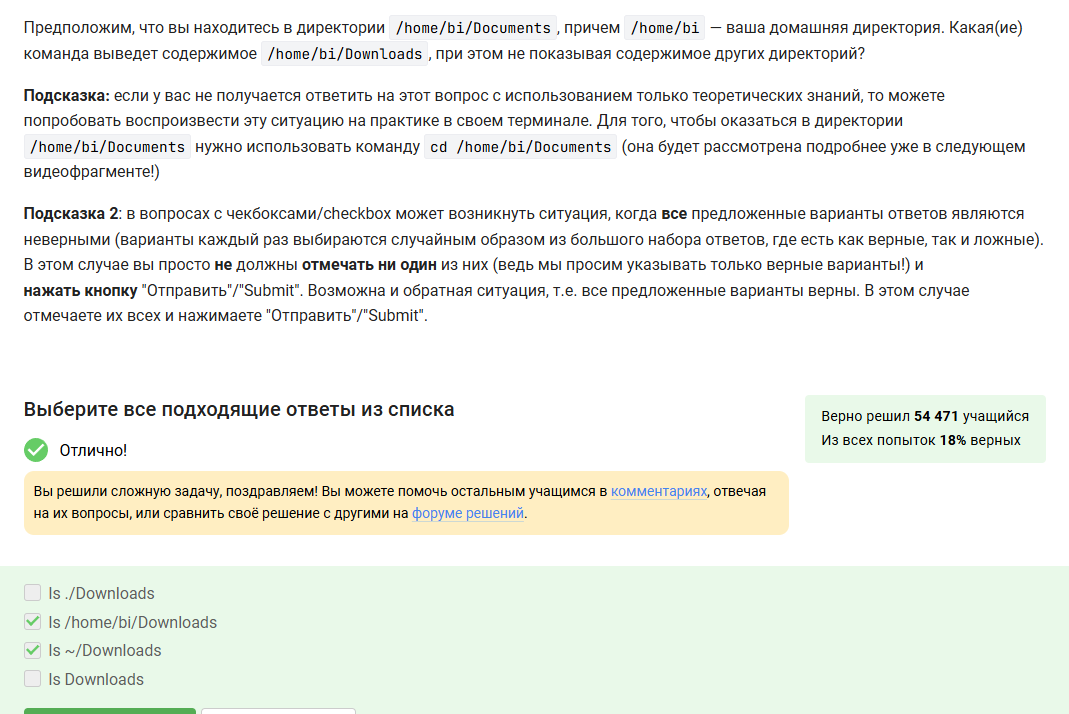 Предположим, что вы находитесь в директории /home/bi/Documents , причем /home/bi — ваша домашняя директория. Какая(ие)
команда выведет содержимое /home/bi/Downloads , при этом не показывая содержимое других директорий?
Подсказка: если у вас не получается ответить на этот вопрос с использованием только теоретических знаний, то можете
попробовать воспроизвести эту ситуацию на практике в своем терминале. Для того, чтобы оказаться в директории
/home/bi/Documents нужно использовать команду cd /home/bi/Documents (она будет рассмотрена подробнее уже в следующем
видеофрагменте!)
Подсказка 2: в вопросах с чекбоксами/checkbox может возникнуть ситуация, когда все предложенные варианты ответов являются
неверными (варианты каждый раз выбираются случайным образом из большого набора ответов, где есть как верные, так и ложные).
В этом случае вы просто не должны отмечать ни один из них (ведь мы просим указывать только верные варианты!) и
нажать кнопку "Отправить"/"Submit". Возможна и обратная ситуация, т.е. все предложенные варианты верны. В этом случае
отмечаете их всех и нажимаете "Отправить"/"Submit".
Выберите все подходящие ответы из списка
Верно решил 54 471 учащийся
Из всех попыток 18% верных
Отлично!
Вы решили сложную задачу, поздравляем! Вы можете помочь остальным учащимся в комментариях, отвечая
на их вопросы, или сравнить своё решение с другими на форуме решений.
ls ./Downloads
ls /home/bi/Downloads
ls ~/Downloads
ls Downloads